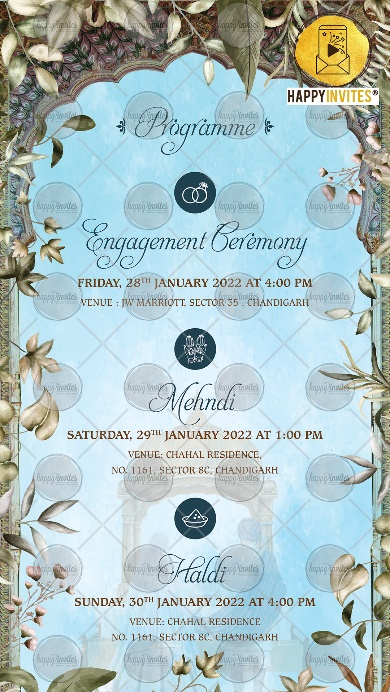 HAPPYINVITES®
Programme
Engagement Ceremony
FRIDAY, 28TH JANUARY 2022 AT 4:00 PM
VENUE : JW MARRIOTT, SECTOR 35 , CHANDIGARH
Mehndi
SATURDAY, 29TH JANUARY 2022 AT 1:00 PM
VENUE: CHAHAL RESIDENCE,
NO. 1161, SECTOR 8C, CHANDIGARH
Haldi
SUNDAY, 30TH JANUARY 2022 AT 4:00 PM
VENUE: CHAHAL RESIDENCE
NO. 1161, SECTOR 8C, CHANDIGARH
happy invites